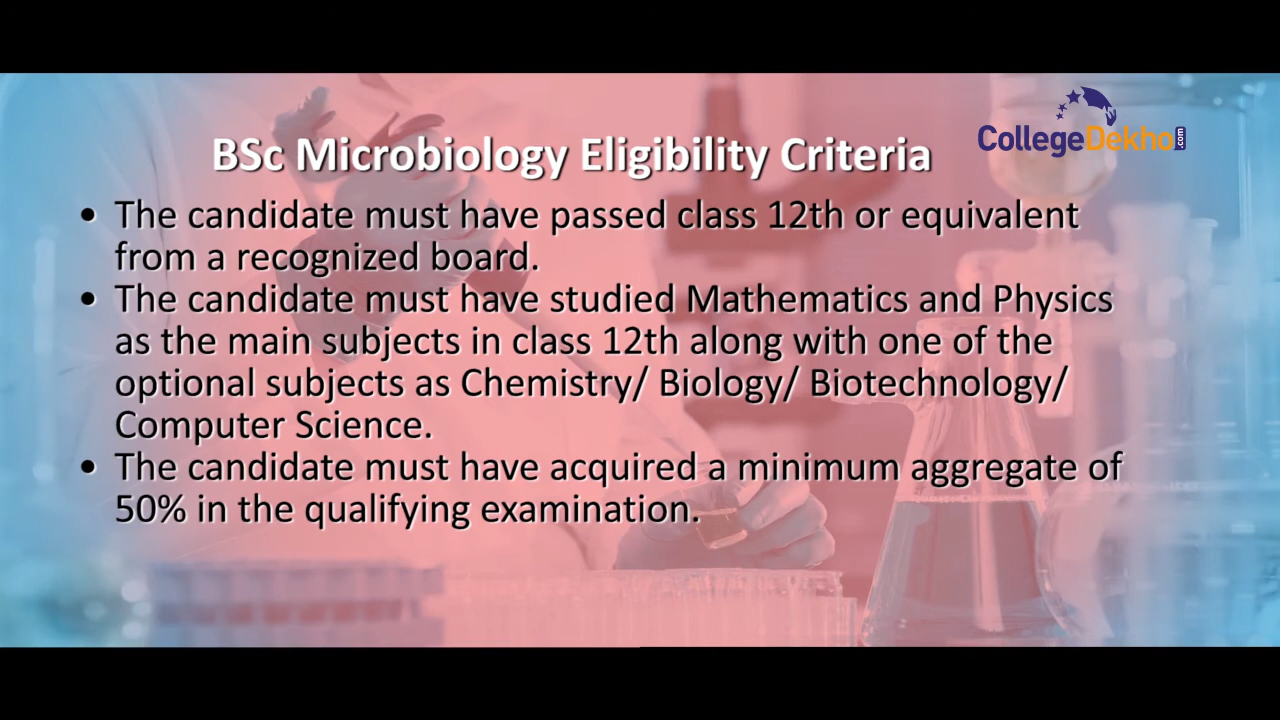 BSc Microbiology Eligibility Criteria
CollegeDekho.com
• The candidate must have passed class 12th or equivalent
from a recognized board.
• The candidate must have studied Mathematics and Physics
as the main subjects in class 12th along with one of the
optional subjects as Chemistry/ Biology/ Biotechnology/
Computer Science.
• The candidate must have acquired a minimum aggregate of
50% in the qualifying examination.